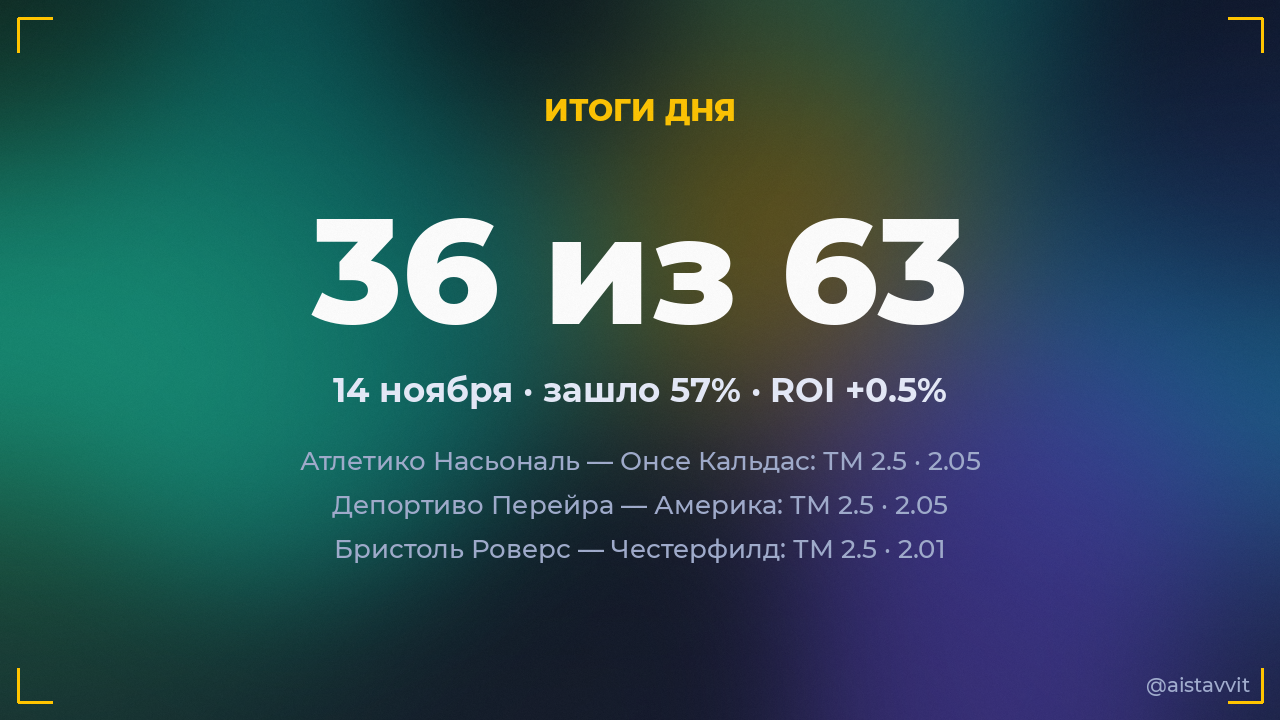 ИТОГИ ДНЯ
36 из 63
14 ноября · зашло 57% · ROI +0.5%
Атлетико Насьональ — Онсе Кальдас: ТМ 2.5 · 2.05
Депортиво Перейра — Америка: ТМ 2.5 · 2.05
Бристоль Роверс — Честерфилд: ТМ 2.5 · 2.01
@aistavvit